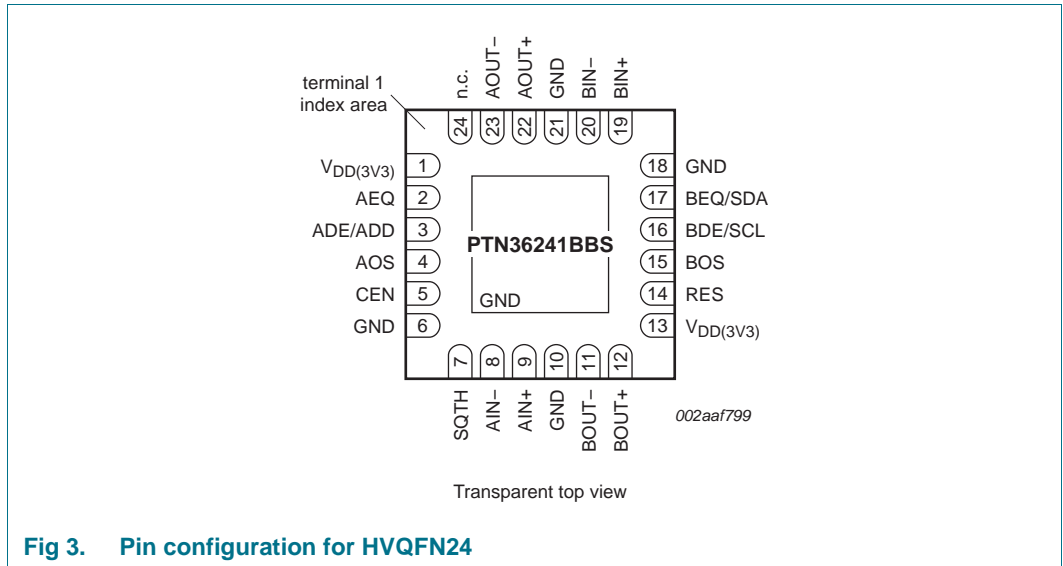 terminal 1
index area
n.c.
AOUT−
AOUT+
GND
BIN−
BIN+
24
23
22
21
20
19
VDD(3V3)
1
AEQ
2
ADE/ADD
3
AOS
4
CEN
5
GND
6
18
GND
17
BEQ/SDA
16
BDE/SCL
15
BOS
14
RES
13
VDD(3V3)
PTN36241BBS
GND
7
8
9
10
11
12
SQTH
AIN−
AIN+
GND
BOUT−
BOUT+
002aaf799
Transparent top view
Fig 3. Pin configuration for HVQFN24